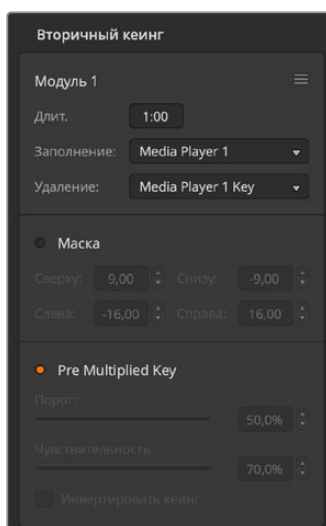 Вторичный кеинг
Модуль 1
Длит. 1:00
Заполнение: Media Player 1
Удаление: Media Player 1 Key
Маска
Сверху: 9,00 Снизу: -9,00
Слева: -16,00 Справа: 16,00
Pre Multiplied Key
Порог:
50,0%
Чувствительность:
70,0%
Инвертировать кеинг